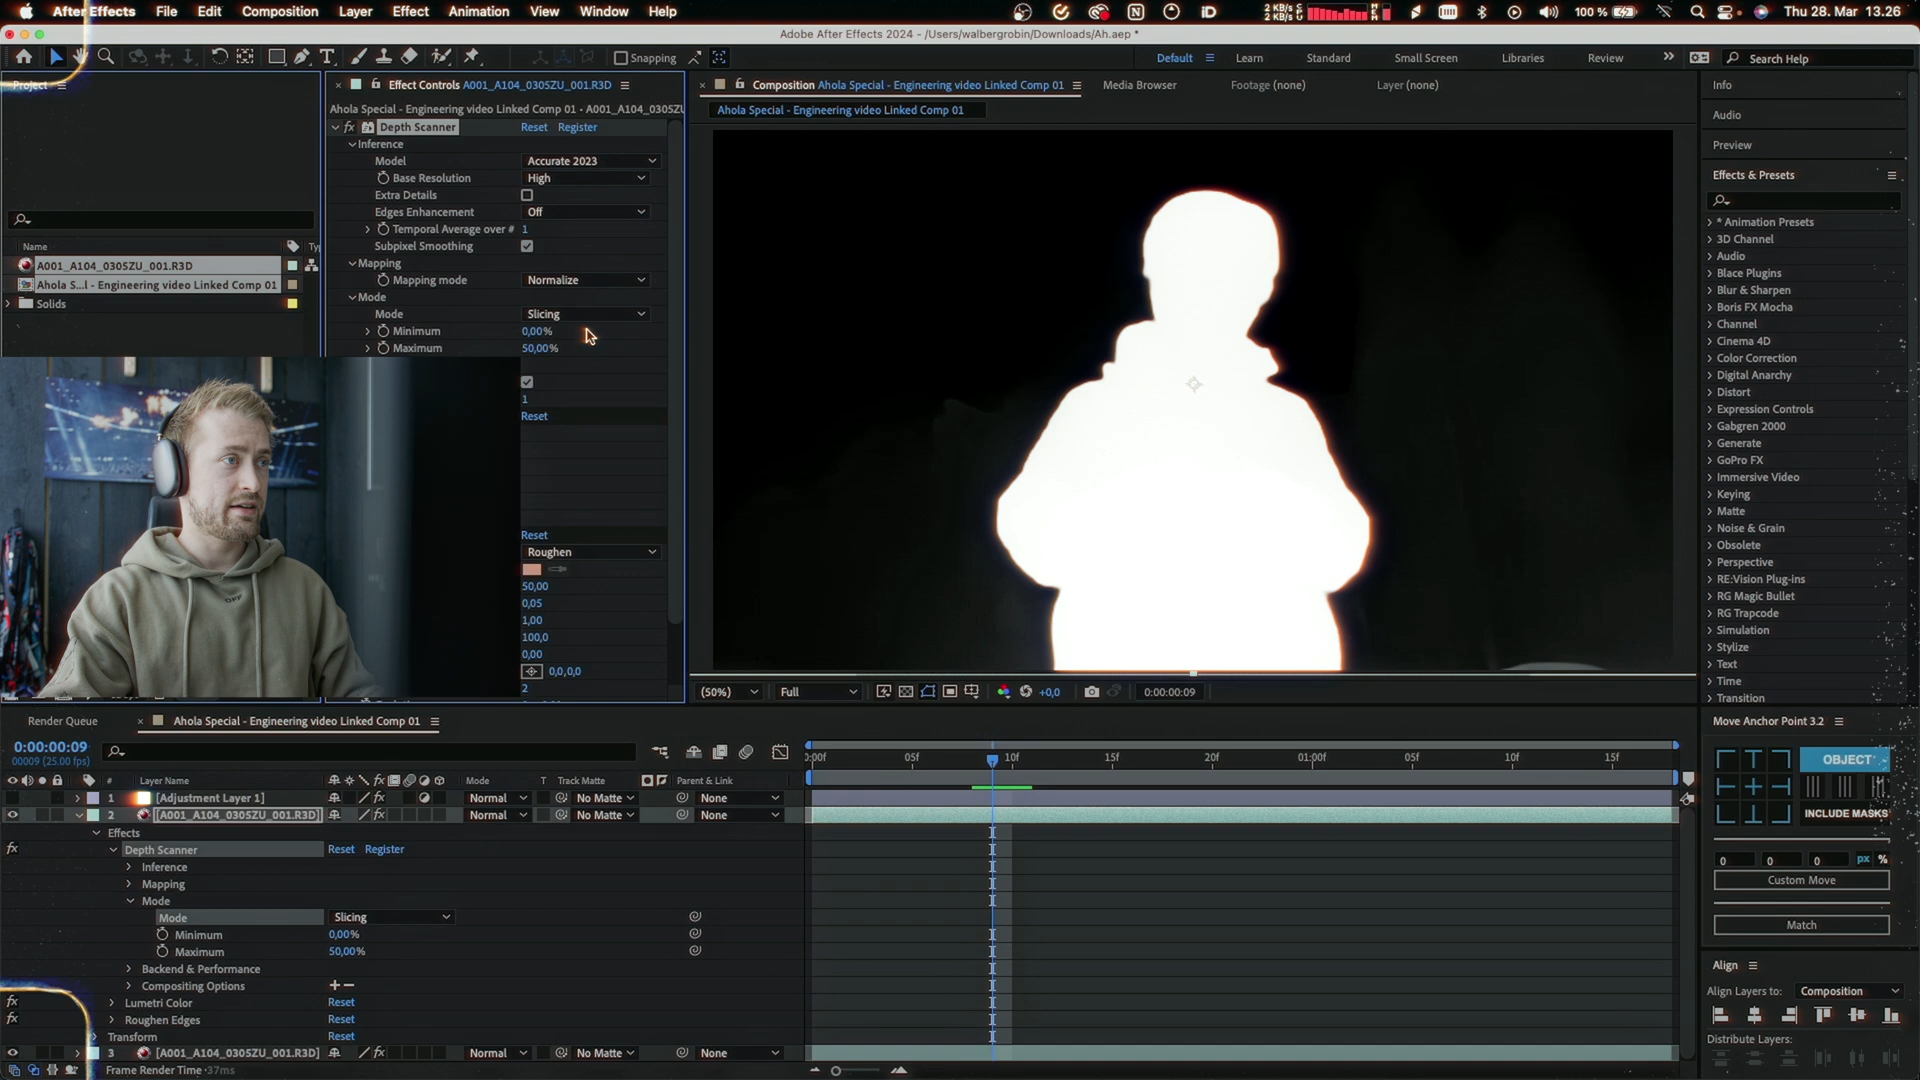 After Effects File Edit Composition Layer Effect Animation View Window Help 2 KB/s 2 KB/s 100 % Thu 28. Mar 13.26
Adobe After Effects 2024 - /Users/walbergrobin/Downloads/Ah.aep *
Snapping Default Learn Standard Small Screen Libraries Review Search Help
Project
Effect Controls A001_A104_0305ZU_001.R3D
Ahola Special - Engineering video Linked Comp 01 • A001_A104_0305ZU
Depth Scanner Reset Register
Inference
Model Accurate 2023
Base Resolution High
Extra Details
Edges Enhancement Off
Temporal Average over # 1
Subpixel Smoothing
Mapping
Mapping mode Normalize
Mode
Mode Slicing
Minimum 0,00%
Maximum 50,00%
1
Reset
Reset
Roughen
50,00
0,05
1,00
100,0
0,00
0,0,0,0
2
Name Ty
A001_A104_0305ZU_001.R3D
Ahola S...l - Engineering video Linked Comp 01
Solids
OFF
Composition Ahola Special - Engineering video Linked Comp 01 Media Browser Footage (none) Layer (none)
Ahola Special - Engineering video Linked Comp 01
(50%) Full +0,0 0:00:00:09
Info
Audio
Preview
Effects & Presets
* Animation Presets
3D Channel
Audio
Blace Plugins
Blur & Sharpen
Boris FX Mocha
Channel
Cinema 4D
Color Correction
Digital Anarchy
Distort
Expression Controls
Gabgren 2000
Generate
GoPro FX
Immersive Video
Keying
Matte
Noise & Grain
Obsolete
Perspective
RE:Vision Plug-ins
RG Magic Bullet
RG Trapcode
Simulation
Stylize
Text
Time
Transition
Move Anchor Point 3.2
OBJECT
INCLUDE MASKS
0 0 0 px %
Custom Move
Match
Align
Align Layers to: Composition
Distribute Layers:
Render Queue Ahola Special - Engineering video Linked Comp 01
0:00:00:09
00009 (25.00 fps)
:00f 05f 10f 15f 20f 01:00f 05f 10f 15f
# Layer Name Mode T Track Matte Parent & Link
1 [Adjustment Layer 1] Normal No Matte None
2 [A001_A104_0305ZU_001.R3D] Normal No Matte None
Effects
Depth Scanner Reset Register
Inference
Mapping
Mode
Mode Slicing
Minimum 0,00%
Maximum 50,00%
Backend & Performance
Compositing Options + −
Lumetri Color Reset
Roughen Edges Reset
Transform Reset
3 [A001_A104_0305ZU_001.R3D] Normal No Matte None
Frame Render Time 37ms